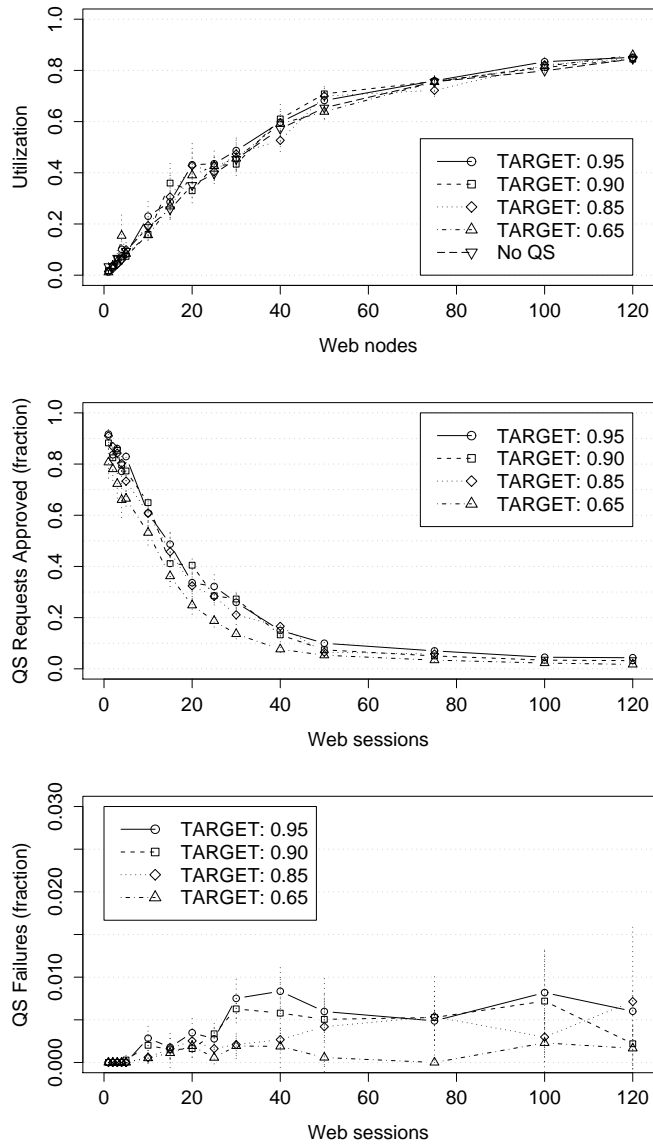 1.0
0.8
0.6
0.4
0.2
0.0
Utilization
TARGET: 0.95
TARGET: 0.90
TARGET: 0.85
TARGET: 0.65
No QS
0 20 40 60 80 100 120
Web nodes
1.0
0.8
0.6
0.4
0.2
0.0
QS Requests Approved (fraction)
TARGET: 0.95
TARGET: 0.90
TARGET: 0.85
TARGET: 0.65
0 20 40 60 80 100 120
Web sessions
0.030
0.020
0.010
0.000
QS Failures (fraction)
TARGET: 0.95
TARGET: 0.90
TARGET: 0.85
TARGET: 0.65
0 20 40 60 80 100 120
Web sessions